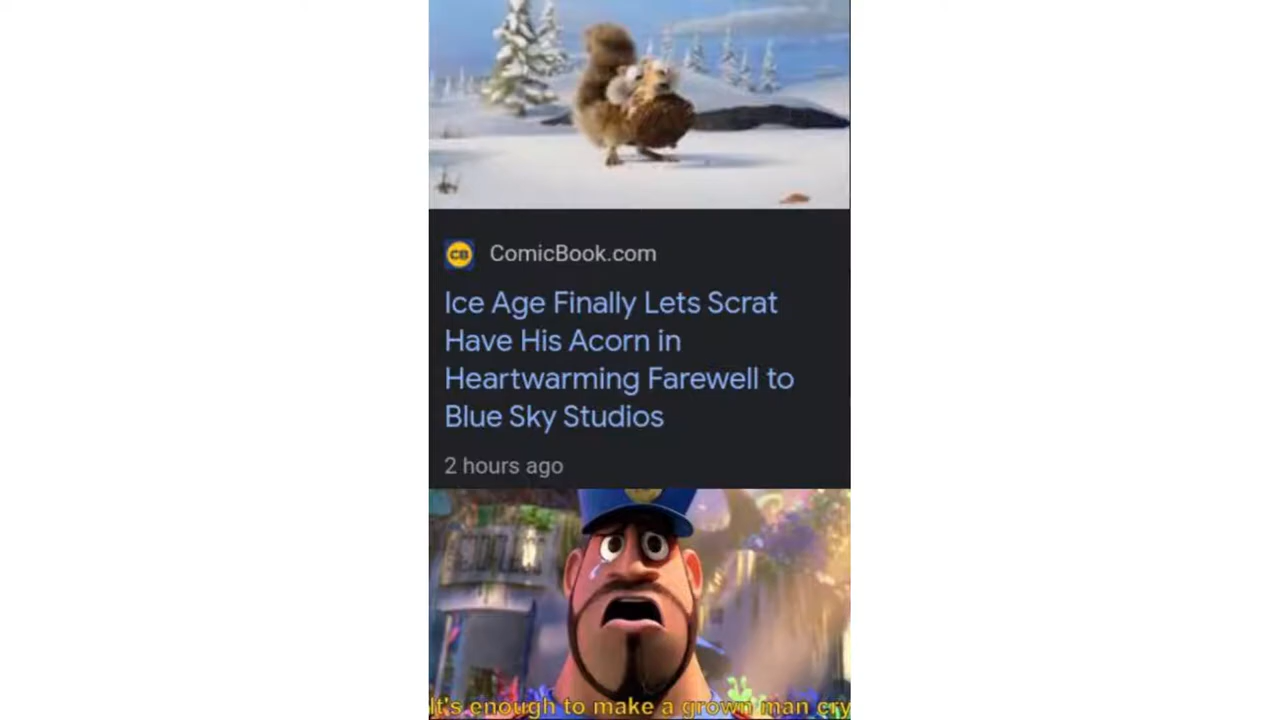 CB
ComicBook.com
Ice Age Finally Lets Scrat
Have His Acorn in
Heartwarming Farewell to
Blue Sky Studios
2 hours ago
It's enough to make a grown man cry